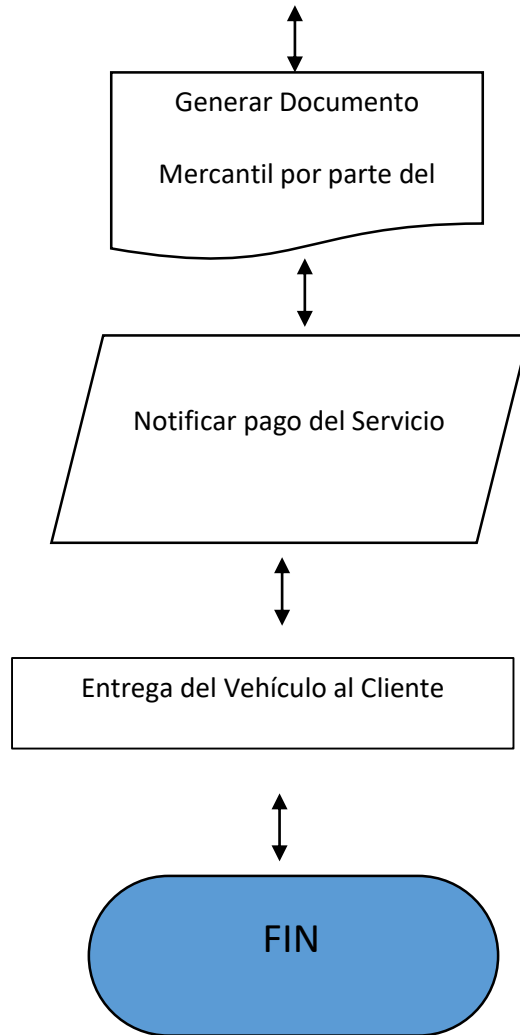 Generar Documento
Mercantil por parte del
Notificar pago del Servicio
Entrega del Vehículo al Cliente
FIN